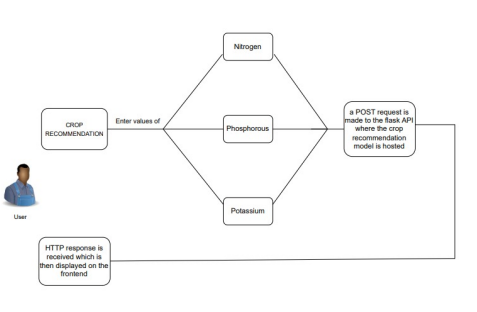 Nitrogen
CROP
RECOMMENDATION
Enter values of
Phosphorous
a POST request is
made to the flask API
where the crop
recommendation
model is hosted
User
Potassium
HTTP response is
received which is
then displayed on the
frontend